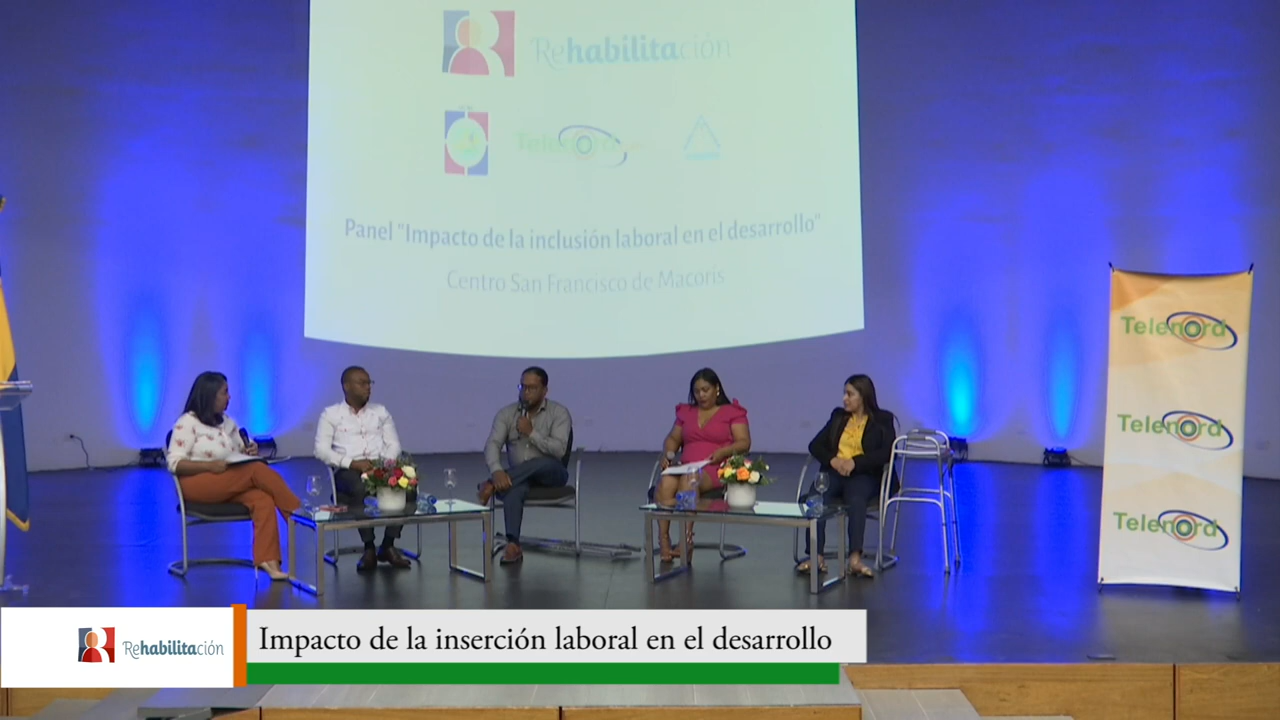 Rehabilitación
Telenord
Panel "Impacto de la inclusión laboral en el desarrollo"
Centro San Francisco de Macorís
Telenord
Telenord
Telenord
Rehabilitación
Impacto de la inserción laboral en el desarrollo